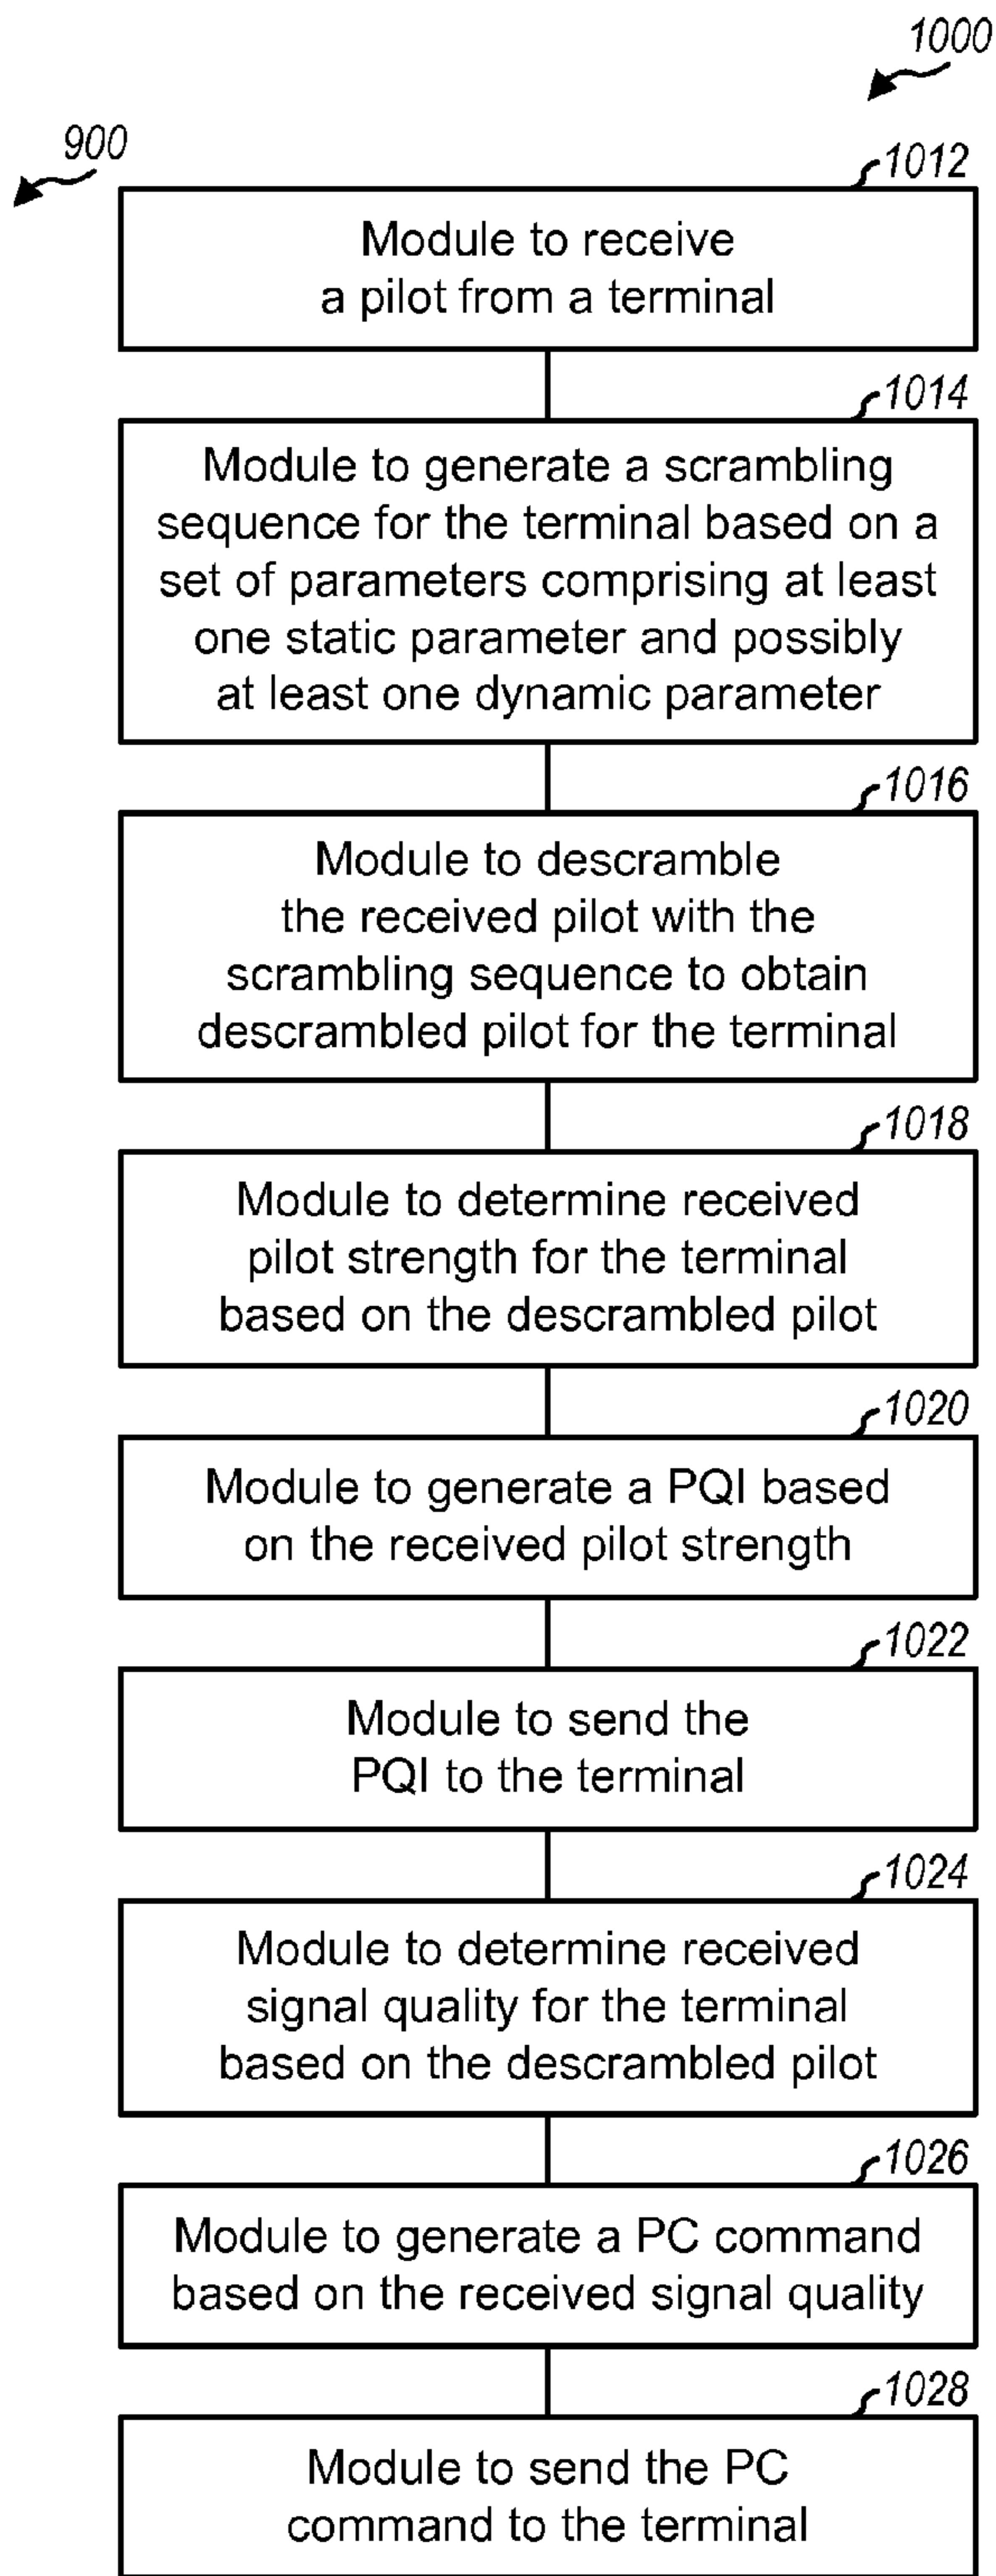 1000
900
1012
Module to receive
a pilot from a terminal
1014
Module to generate a scrambling
sequence for the terminal based on a
set of parameters comprising at least
one static parameter and possibly
at least one dynamic parameter
1016
Module to descramble
the received pilot with the
scrambling sequence to obtain
descrambled pilot for the terminal
1018
Module to determine received
pilot strength for the terminal
based on the descrambled pilot
1020
Module to generate a PQI based
on the received pilot strength
1022
Module to send the
PQI to the terminal
1024
Module to determine received
signal quality for the terminal
based on the descrambled pilot
1026
Module to generate a PC command
based on the received signal quality
1028
Module to send the PC
command to the terminal